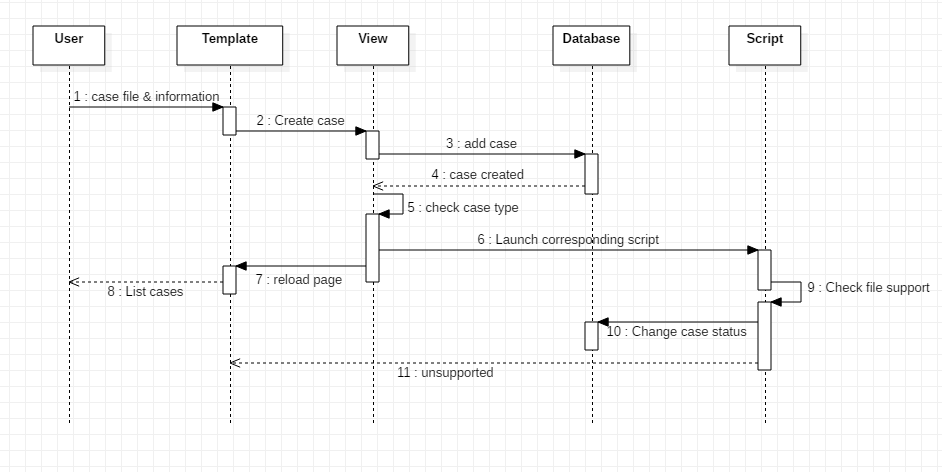 User
Template
View
Database
Script
1 : case file & information
2 : Create case
3 : add case
4 : case created
5 : check case type
6 : Launch corresponding script
7 : reload page
8 : List cases
9 : Check file support
10 : Change case status
11 : unsupported